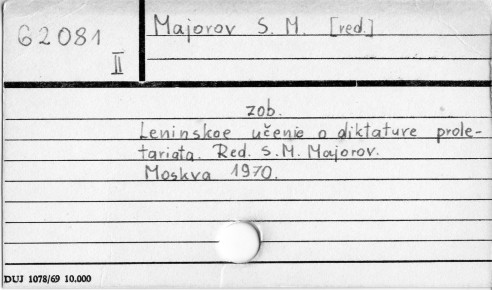 62081
II
Majorov S. M. [red.]
zob.
Leninskoe učenie o diktature prole-
tariata. Red. S.M. Majorov.
Moskva 1970.
DUJ 1078/69 10.000